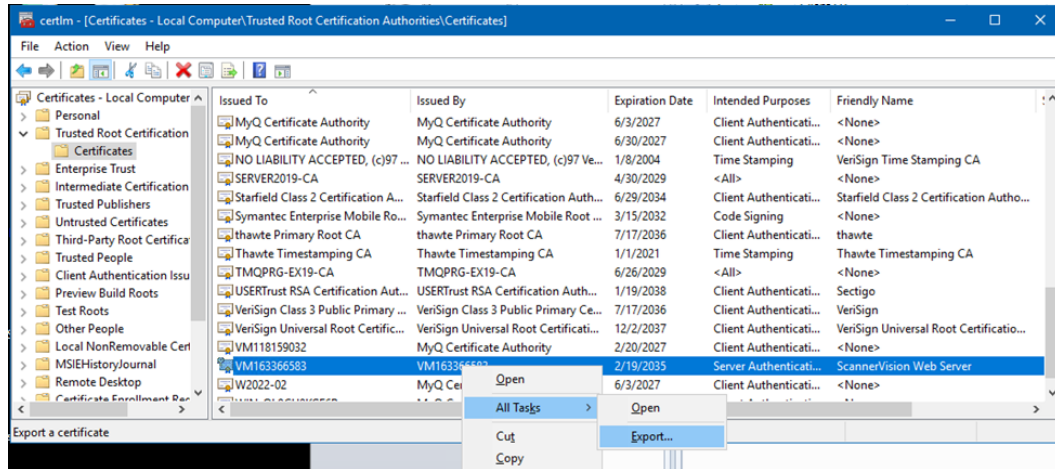 certlm - [Certificates - Local Computer\Trusted Root Certification Authorities\Certificates]
File Action View Help
Certificates - Local Computer
Personal
Trusted Root Certification
Certificates
Enterprise Trust
Intermediate Certification
Trusted Publishers
Untrusted Certificates
Third-Party Root Certifica
Trusted People
Client Authentication Issu
Preview Build Roots
Test Roots
Other People
Local NonRemovable Cert
MSIEHistoryJournal
Remote Desktop
Certificate Enrollment Req
Issued To Issued By Expiration Date Intended Purposes Friendly Name
MyQ Certificate Authority MyQ Certificate Authority 6/3/2027 Client Authenticati... <None>
MyQ Certificate Authority MyQ Certificate Authority 6/30/2027 Client Authenticati... <None>
NO LIABILITY ACCEPTED, (c)97 ... NO LIABILITY ACCEPTED, (c)97 Ve... 1/8/2004 Time Stamping VeriSign Time Stamping CA
SERVER2019-CA SERVER2019-CA 4/30/2029 <All> <None>
Starfield Class 2 Certification A... Starfield Class 2 Certification Auth... 6/29/2034 Client Authenticati... Starfield Class 2 Certification Autho...
Symantec Enterprise Mobile Ro... Symantec Enterprise Mobile Root ... 3/15/2032 Code Signing <None>
thawte Primary Root CA thawte Primary Root CA 7/17/2036 Client Authenticati... thawte
Thawte Timestamping CA Thawte Timestamping CA 1/1/2021 Time Stamping Thawte Timestamping CA
TMQPRG-EX19-CA TMQPRG-EX19-CA 6/26/2029 <All> <None>
USERTrust RSA Certification Aut... USERTrust RSA Certification Auth... 1/19/2038 Client Authenticati... Sectigo
VeriSign Class 3 Public Primary ... VeriSign Class 3 Public Primary Ce... 7/17/2036 Client Authenticati... VeriSign
VeriSign Universal Root Certific... VeriSign Universal Root Certificati... 12/2/2037 Client Authenticati... VeriSign Universal Root Certificatio...
VM118159032 MyQ Certificate Authority 2/20/2027 Client Authenticati... <None>
VM163366583 VM163366583 2/19/2035 Server Authenticati... ScannerVision Web Server
W2022-02 MyQ Cer 6/3/2027 Client Authenticati... <None>
Open
All Tasks
Cut
Copy
Open
Export...
Export a certificate